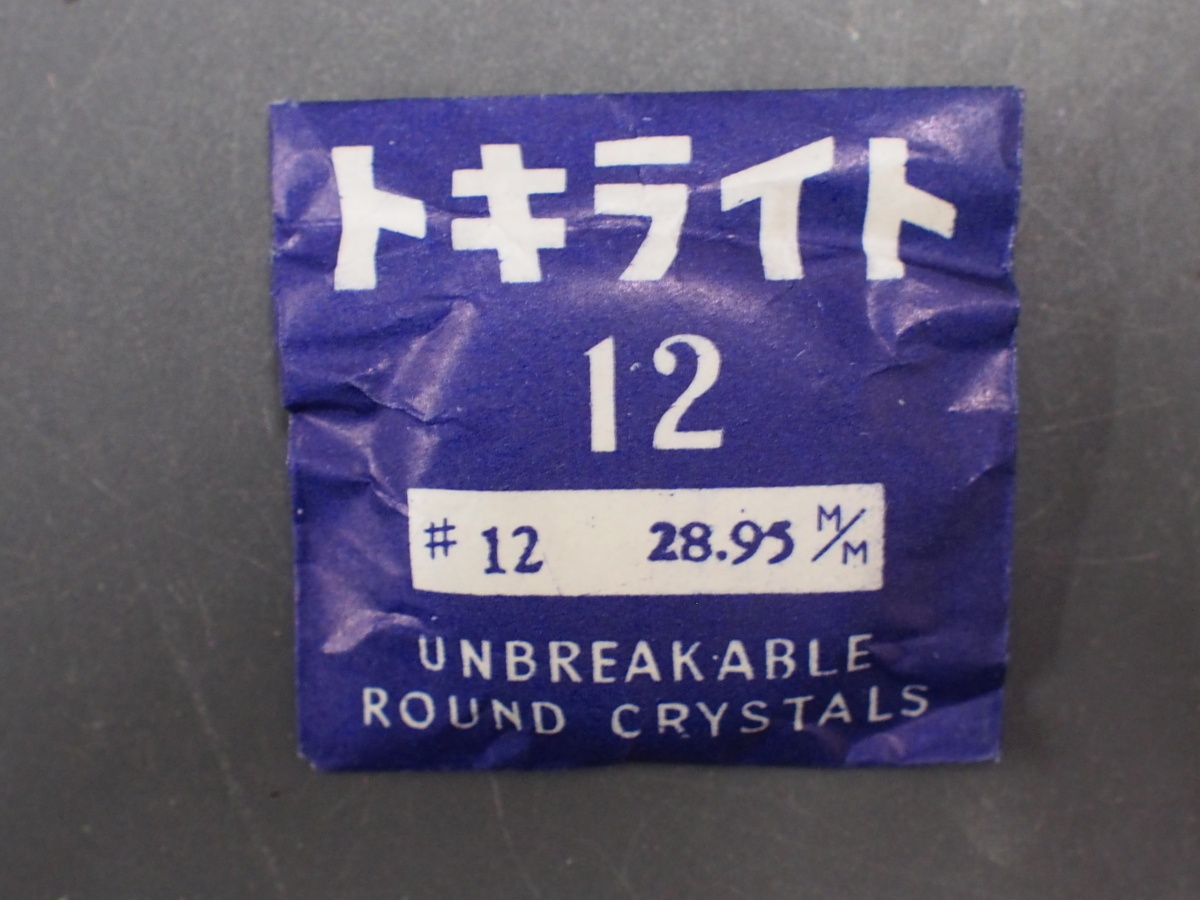 トキライト
12
# 12 28.95 M/M
UNBREAKABLE
ROUND CRYSTALS